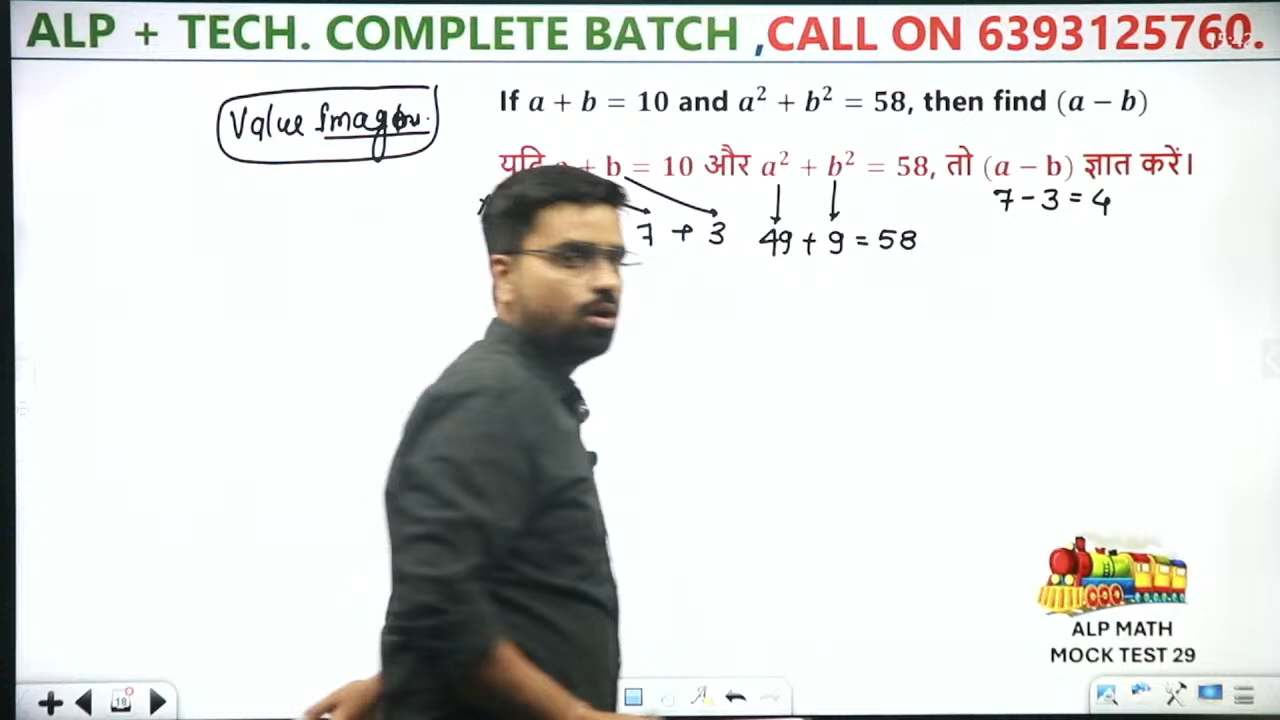 ALP + TECH. COMPLETE BATCH ,CALL ON 6393125760.
Value
If a + b = 10 and a² + b² = 58, then find (a − b)
यदि + b = 10 और a² + b² = 58, तो (a − b) ज्ञात करें।
7 − 3 = 4
7 + 3 49 + 9 = 58
18
ALP MATH
MOCK TEST 29